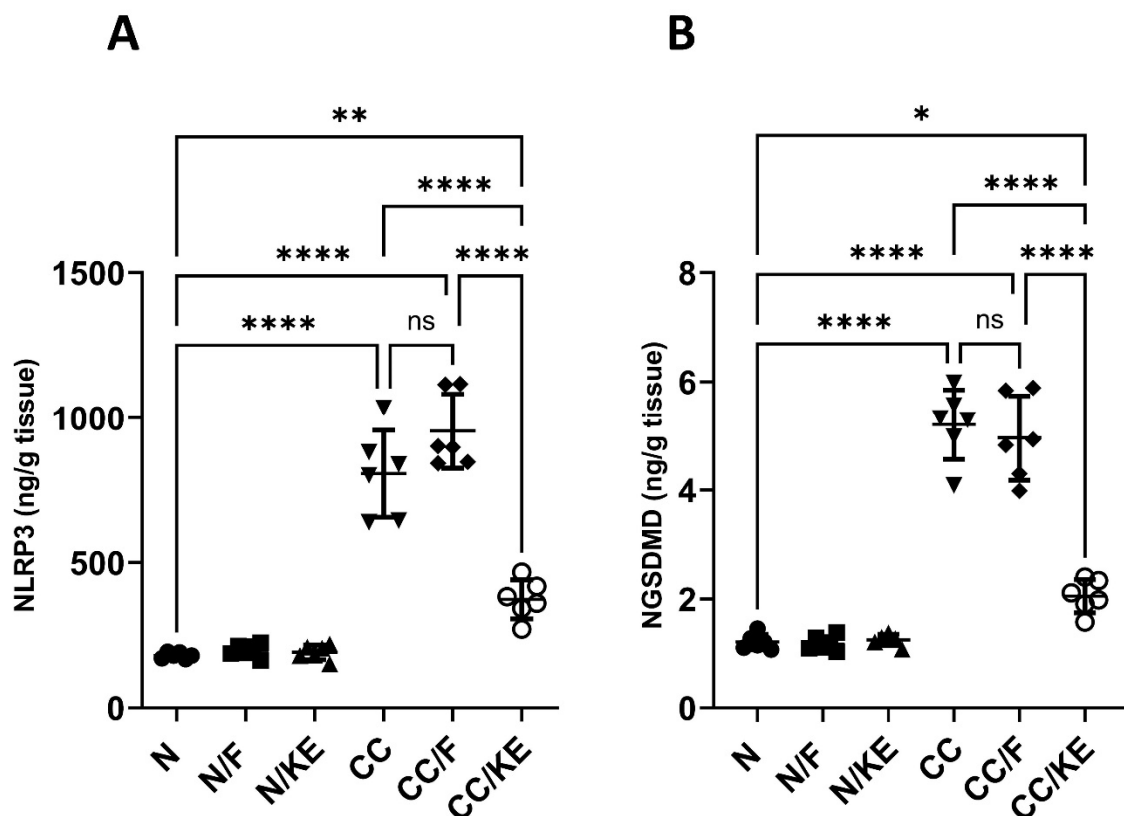 A
**
****
**** ****
**** ns
1500
1000
500
0
NLRP3 (ng/g tissue)
N N/F N/KE CC CC/F CC/KE
B
*
****
**** ****
**** ns
8
6
4
2
0
NGSDMD (ng/g tissue)
N N/F N/KE CC CC/F CC/KE